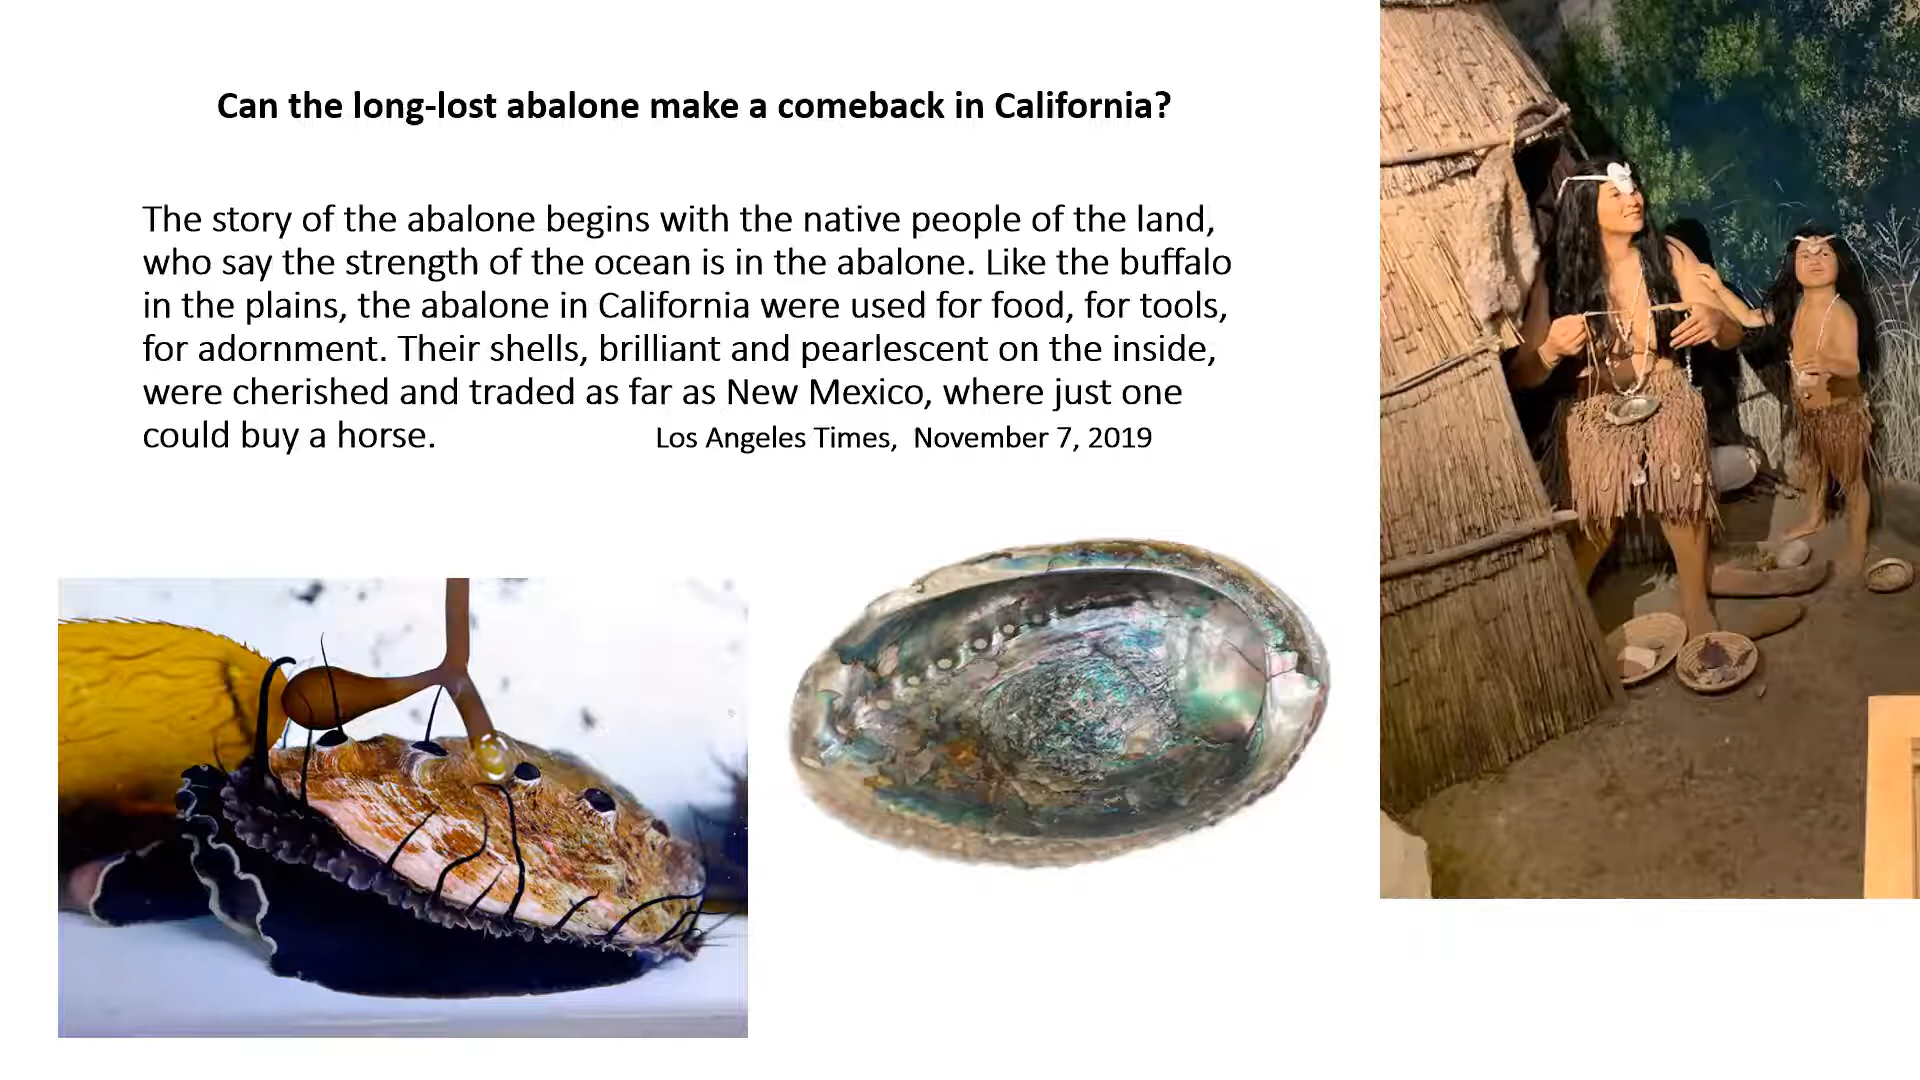 Can the long-lost abalone make a comeback in California?
The story of the abalone begins with the native people of the land,
who say the strength of the ocean is in the abalone. Like the buffalo
in the plains, the abalone in California were used for food, for tools,
for adornment. Their shells, brilliant and pearlescent on the inside,
were cherished and traded as far as New Mexico, where just one
could buy a horse. Los Angeles Times, November 7, 2019